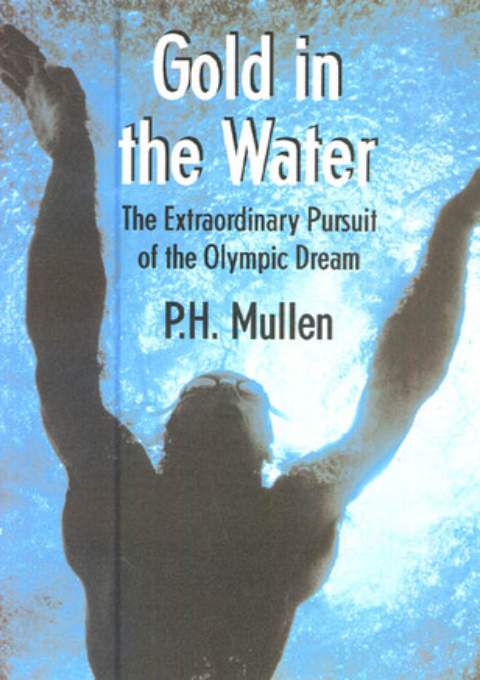 Gold in
the Water
The Extraordinary Pursuit
of the Olympic Dream
P.H. Mullen